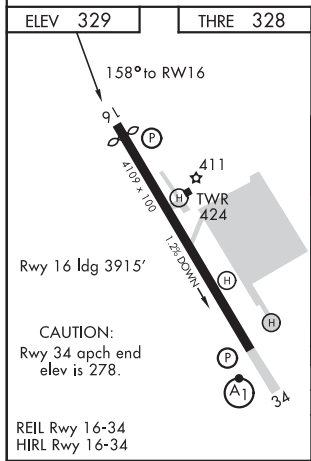 ELEV 329
THRE 328
158° to RW16
16
P
4109 x 100
411
H
TWR
424
1.2% DOWN
Rwy 16 ldg 3915'
H
H
CAUTION:
Rwy 34 apch end
elev is 278.
P
A1
34
REIL Rwy 16-34
HIRL Rwy 16-34